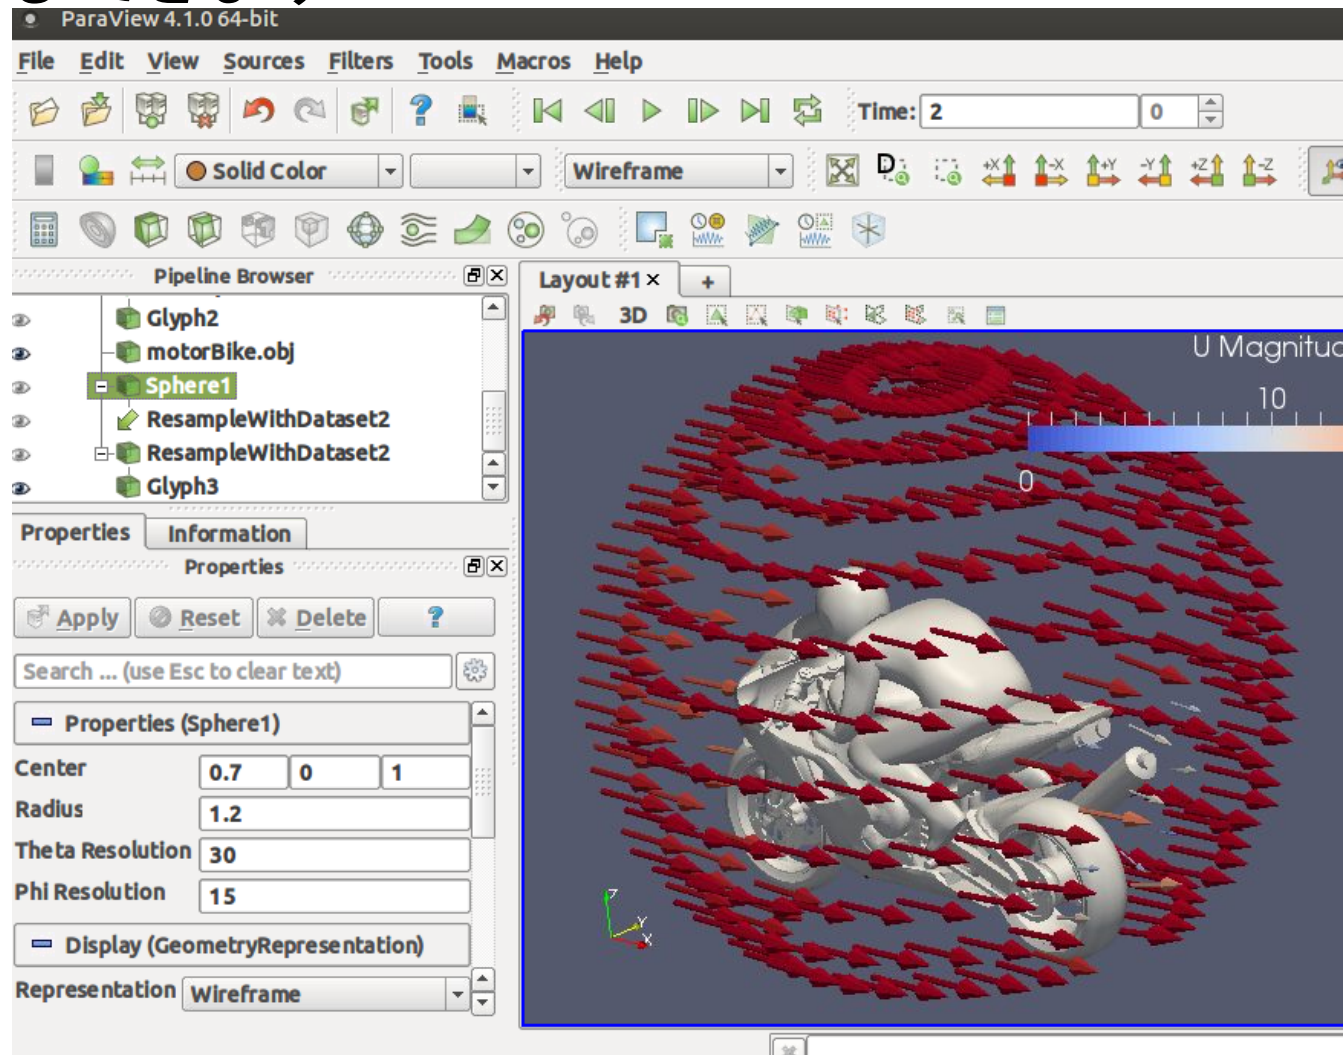 ParaView 4.1.0 64-bit
File Edit View Sources Filters Tools Macros Help
Time: 2 0
Solid Color Wireframe
+X -X +Y -Y +Z -Z
Pipeline Browser
Layout #1
3D
Glyph2
motorBike.obj
Sphere1
ResampleWithDataset2
ResampleWithDataset2
Glyph3
U Magnitud
10
0
Properties Information
Properties
Apply Reset Delete ?
Search ... (use Esc to clear text)
Properties (Sphere1)
Center 0.7 0 1
Radius 1.2
Theta Resolution 30
Phi Resolution 15
Display (GeometryRepresentation)
Representation Wireframe
Z
Y
X